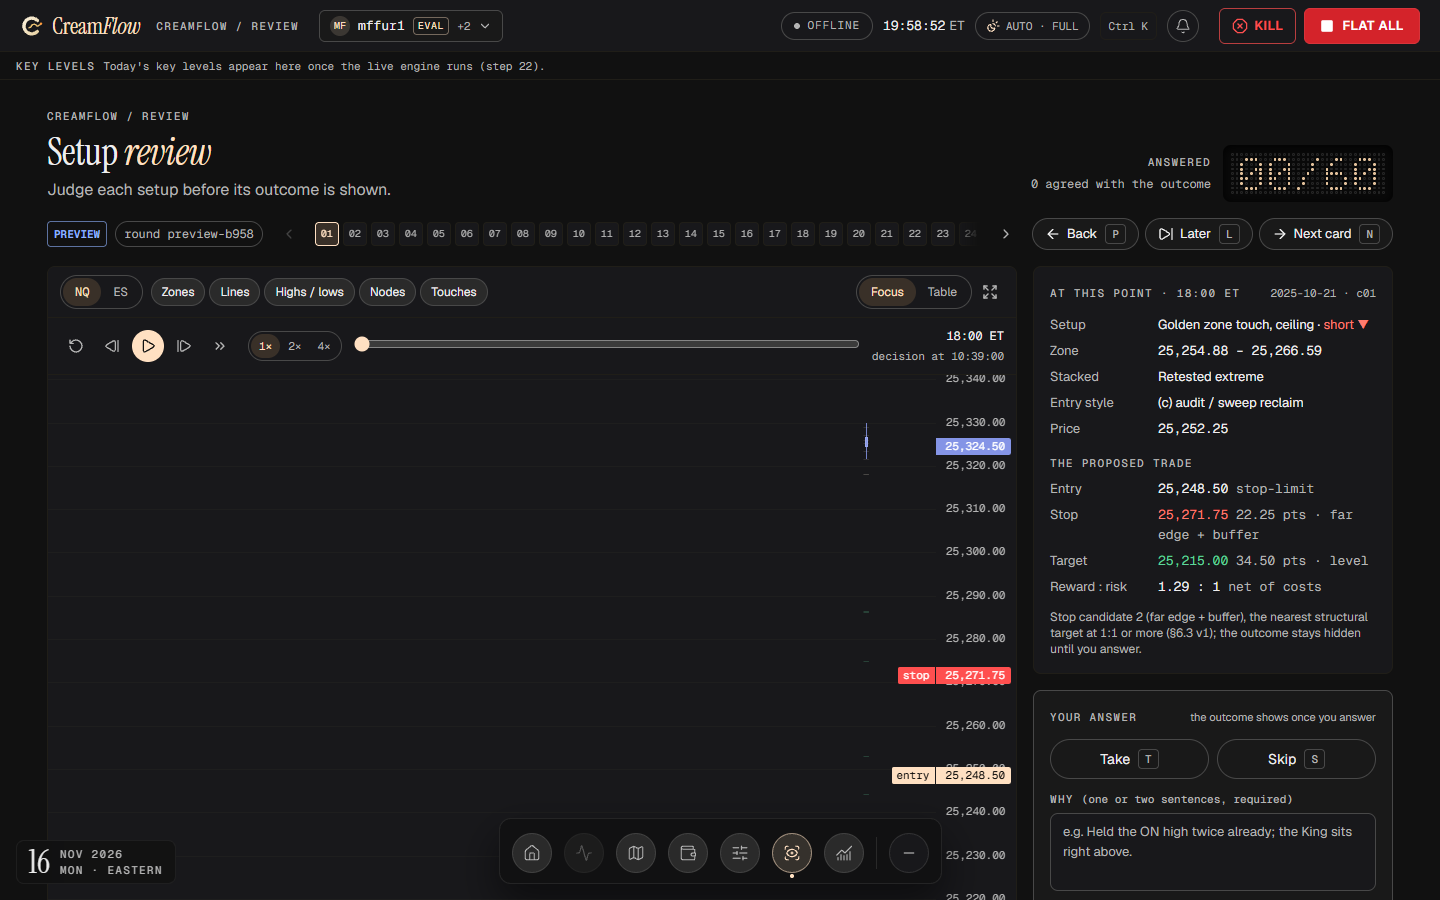 CreamFlow CREAMFLOW / REVIEW MF mffur1 EVAL +2 OFFLINE 19:58:52 ET AUTO · FULL Ctrl K KILL FLAT ALL
KEY LEVELS Today's key levels appear here once the live engine runs (step 22).
CREAMFLOW / REVIEW
Setup review
Judge each setup before its outcome is shown.
ANSWERED
0 agreed with the outcome
00/60
PREVIEW round preview-b958 01 02 03 04 05 06 07 08 09 10 11 12 13 14 15 16 17 18 19 20 21 22 23 24
Back P Later L Next card N
NQ ES Zones Lines Highs / lows Nodes Touches Focus Table
1× 2× 4×
18:00 ET
decision at 10:39:00
25,340.00
25,330.00
25,324.50
25,320.00
25,310.00
25,300.00
25,290.00
25,280.00
stop 25,271.75
25,260.00
entry 25,248.50
25,240.00
25,230.00
25,220.00
AT THIS POINT · 18:00 ET 2025-10-21 · c01
Setup Golden zone touch, ceiling · short ▼
Zone 25,254.88 – 25,266.59
Stacked Retested extreme
Entry style (c) audit / sweep reclaim
Price 25,252.25
THE PROPOSED TRADE
Entry 25,248.50 stop-limit
Stop 25,271.75 22.25 pts · far
edge + buffer
Target 25,215.00 34.50 pts · level
Reward : risk 1.29 : 1 net of costs
Stop candidate 2 (far edge + buffer), the nearest structural
target at 1:1 or more (§6.3 v1); the outcome stays hidden
until you answer.
YOUR ANSWER the outcome shows once you answer
Take T Skip S
WHY (one or two sentences, required)
e.g. Held the ON high twice already; the King sits
right above.
16 NOV 2026
MON · EASTERN